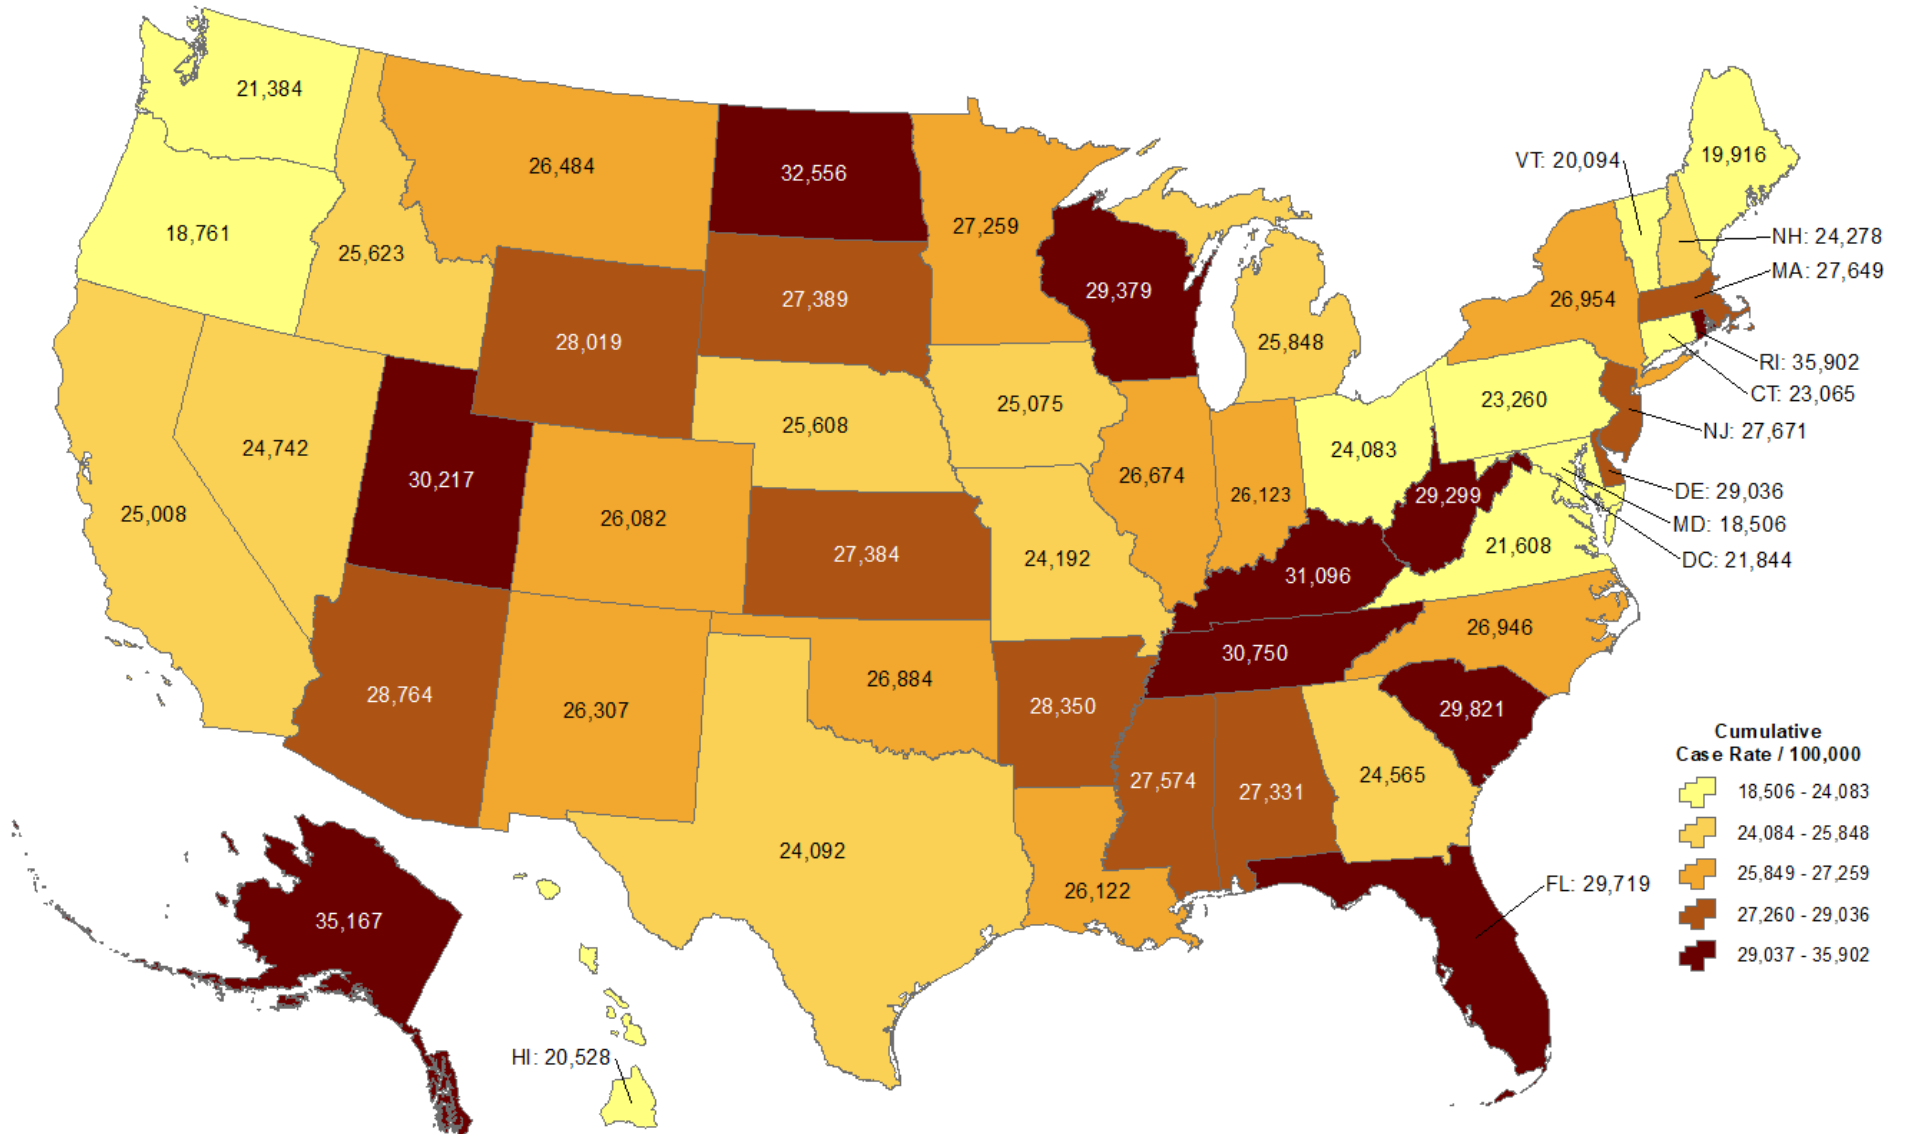 21,384
26,484
32,556
27,259
VT: 20,094
19,916
18,761
25,623
27,389
29,379
26,954
NH: 24,278
MA: 27,649
28,019
25,848
RI: 35,902
CT: 23,065
24,742
25,608
25,075
23,260
NJ: 27,671
25,008
30,217
26,082
27,384
24,192
26,674
26,123
24,083
29,299
21,608
DE: 29,036
MD: 18,506
DC: 21,844
31,096
30,750
26,946
28,764
26,307
26,884
28,350
29,821
27,574
27,331
24,565
24,092
26,122
FL: 29,719
35,167
HI: 20,528
Cumulative
Case Rate / 100,000
18,506 - 24,083
24,084 - 25,848
25,849 - 27,259
27,260 - 29,036
29,037 - 35,902